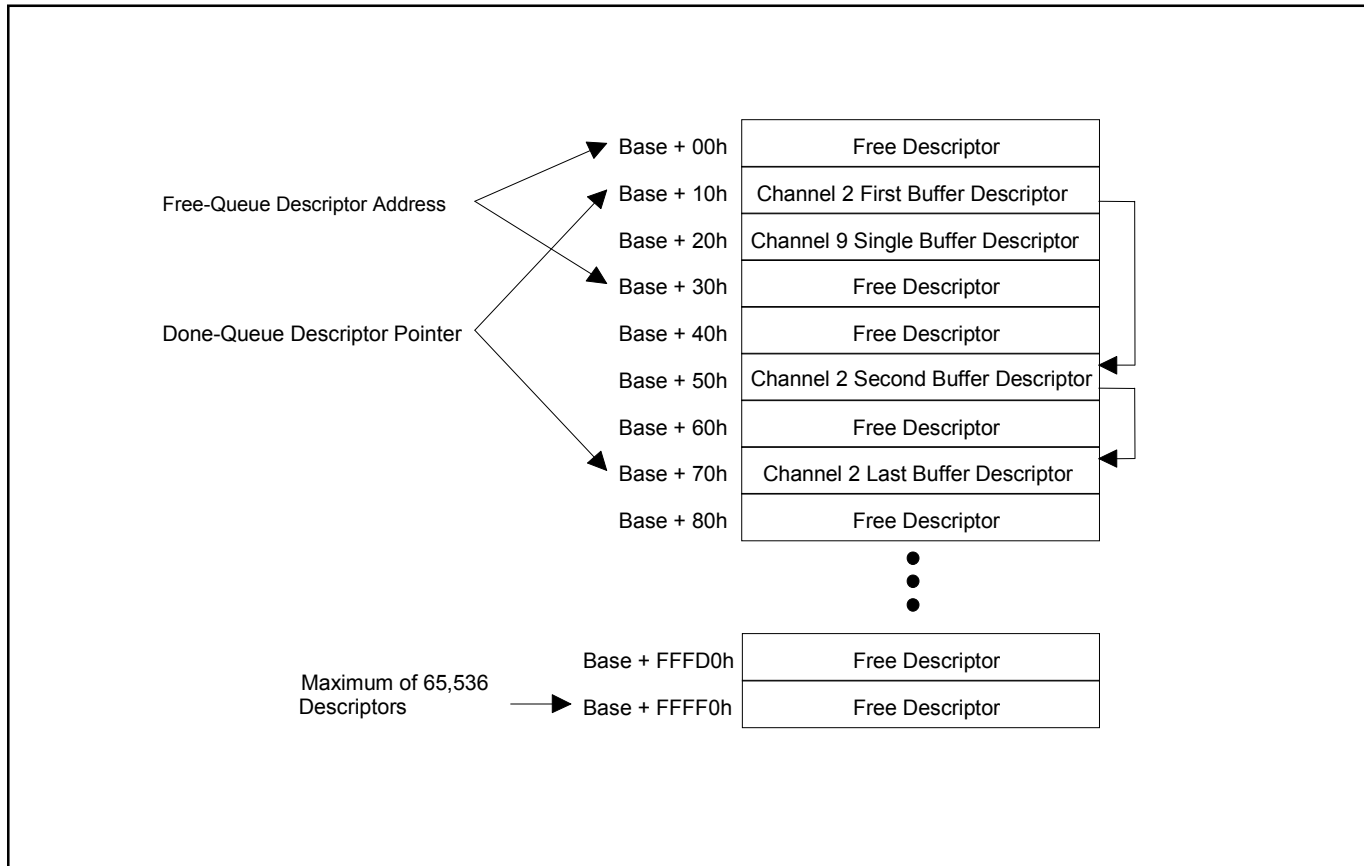 Base + 00h Free Descriptor
Base + 10h Channel 2 First Buffer Descriptor
Free-Queue Descriptor Address
Base + 20h Channel 9 Single Buffer Descriptor
Base + 30h Free Descriptor
Done-Queue Descriptor Pointer
Base + 40h Free Descriptor
Base + 50h Channel 2 Second Buffer Descriptor
Base + 60h Free Descriptor
Base + 70h Channel 2 Last Buffer Descriptor
Base + 80h Free Descriptor
Base + FFFD0h Free Descriptor
Maximum of 65,536
Descriptors
Base + FFFF0h Free Descriptor